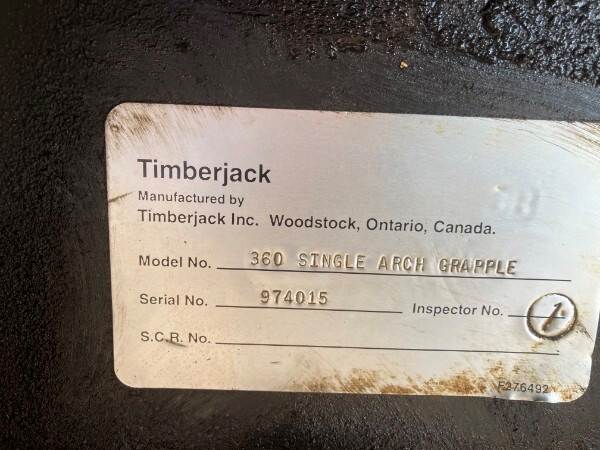 Timberjack
Manufactured by
Timberjack Inc. Woodstock, Ontario, Canada.
Model No. 360 SINGLE ARCH GRAPPLE
Serial No. 974015 Inspector No. 1
S.C.R. No.
F276492